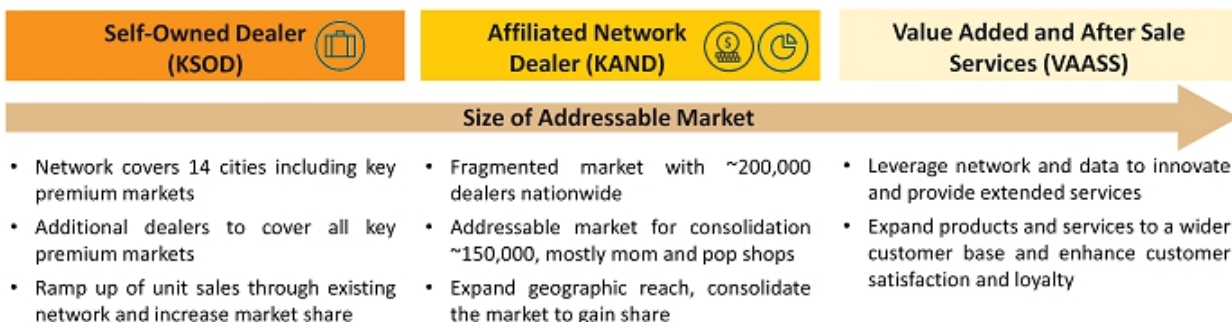 Self-Owned Dealer
(KSOD)
Affiliated Network
Dealer (KAND)
$
Value Added and After Sale
Services (VAASS)
Size of Addressable Market
• Network covers 14 cities including key
premium markets
• Additional dealers to cover all key
premium markets
• Ramp up of unit sales through existing
network and increase market share
• Fragmented market with ~200,000
dealers nationwide
• Addressable market for consolidation
~150,000, mostly mom and pop shops
• Expand geographic reach, consolidate
the market to gain share
• Leverage network and data to innovate
and provide extended services
• Expand products and services to a wider
customer base and enhance customer
satisfaction and loyalty